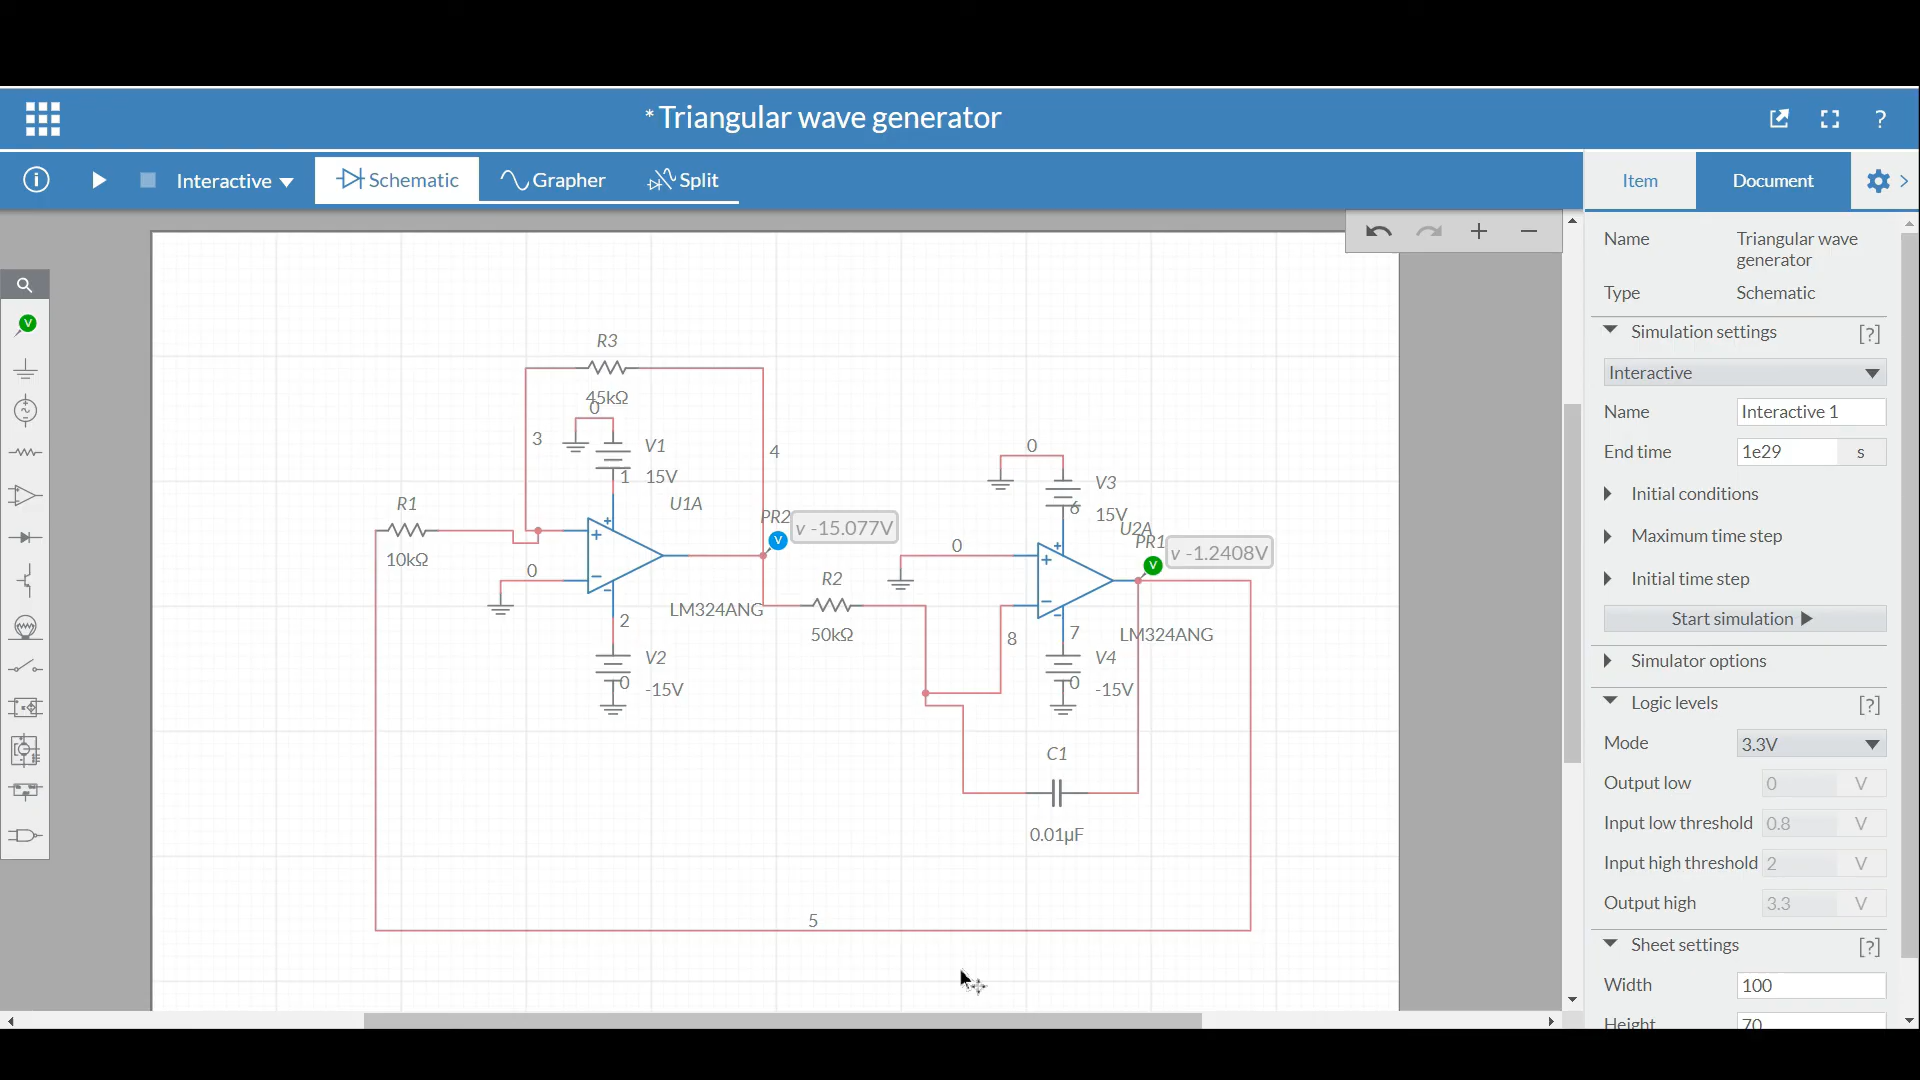 * Triangular wave generator
?
Interactive
Schematic
Grapher
Split
Item
Document
Name
Triangular wave
generator
Type
Schematic
Simulation settings
[?]
Interactive
Name
Interactive 1
End time
1e29
s
Initial conditions
Maximum time step
Initial time step
Start simulation
Simulator options
Logic levels
[?]
Mode
3.3V
Output low
0
V
Input low threshold
0.8
V
Input high threshold
2
V
Output high
3.3
V
Sheet settings
[?]
Width
100
Height
70
V
R3
45kΩ
0
3
V1
1
15V
4
R1
10kΩ
U1A
PR2
V
v -15.077V
0
LM324ANG
2
V2
0
-15V
R2
50kΩ
0
0
V3
6
15V
U2A
PR1
V
v -1.2408V
8
7
LM324ANG
V4
0
-15V
C1
0.01µF
5